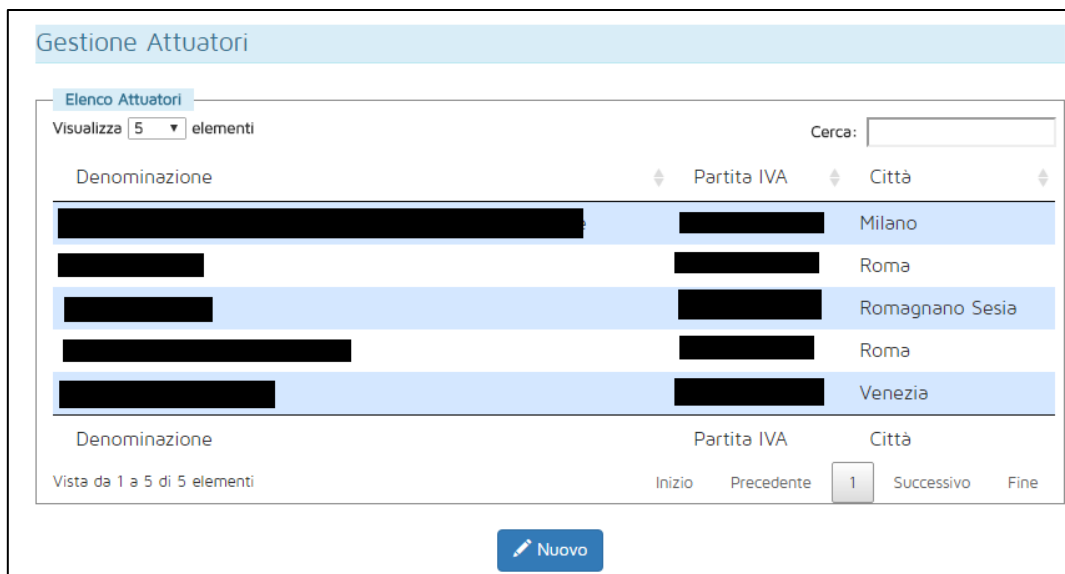 Gestione Attuatori
Elenco Attuatori
Visualizza 5 elementi
Cerca:
Denominazione Partita IVA Città
Milano
Roma
Romagnano Sesia
Roma
Venezia
Denominazione Partita IVA Città
Vista da 1 a 5 di 5 elementi
Inizio Precedente 1 Successivo Fine
Nuovo